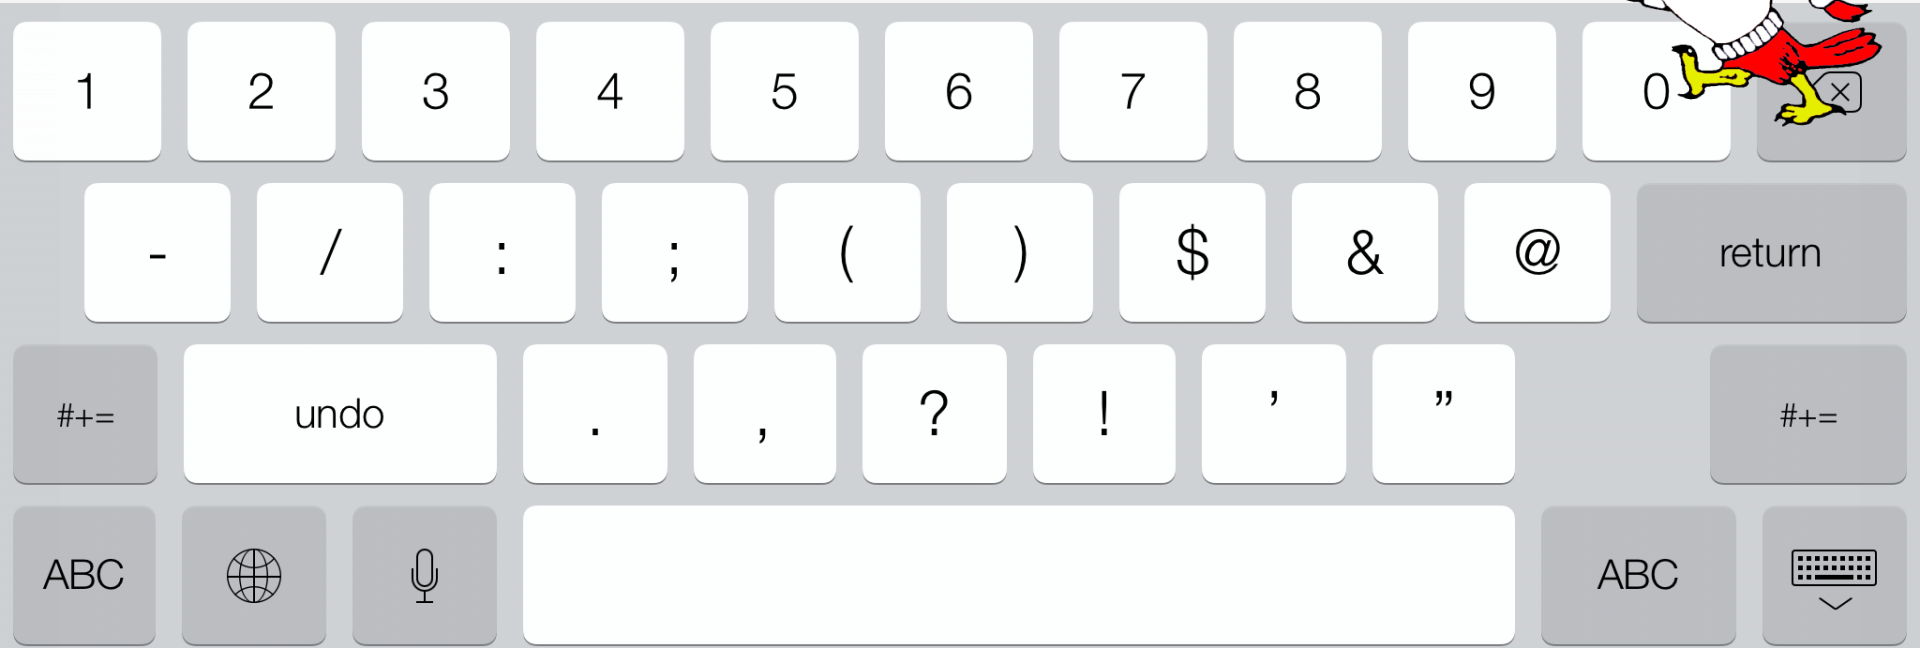 1 2 3 4 5 6 7 8 9 0
- / : ; ( ) $ & @ return
#+= undo . , ? ! ’ ” #+=
ABC ABC